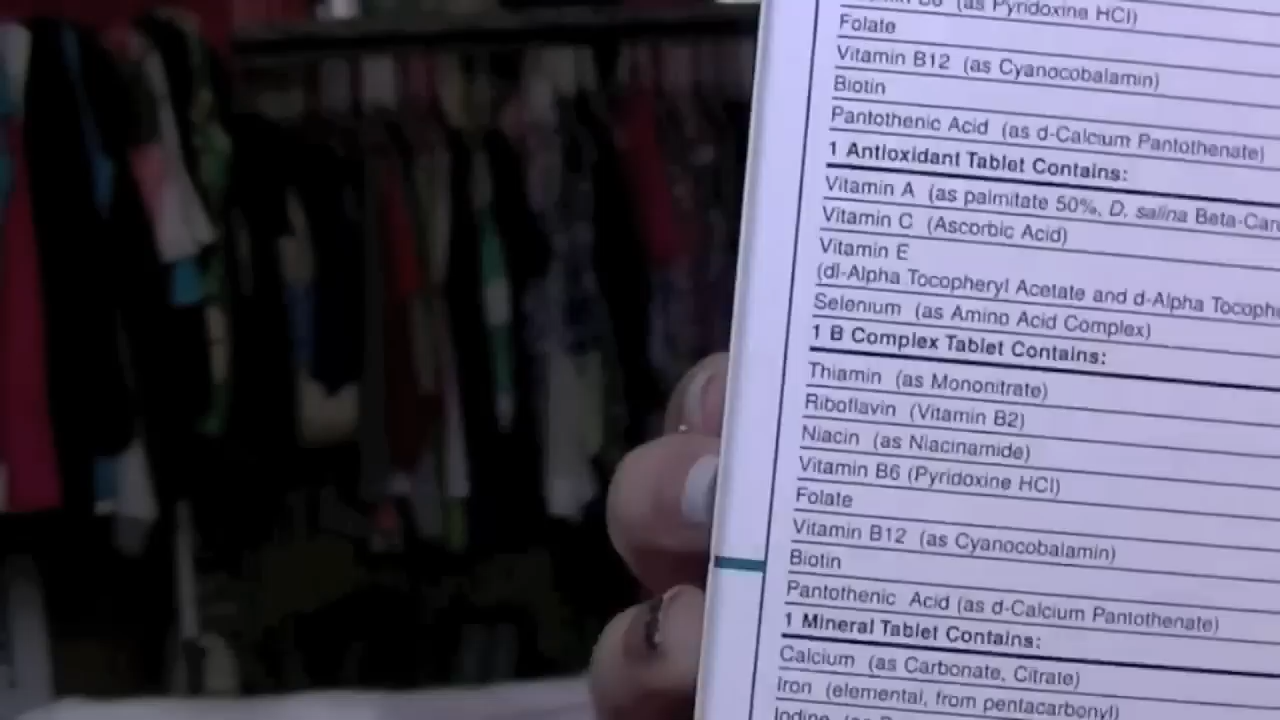 (as Pyridoxine HCl)
Folate
Vitamin B12 (as Cyanocobalamin)
Biotin
Pantothenic Acid (as d-Calcium Pantothenate)
1 Antioxidant Tablet Contains:
Vitamin A (as palmitate 50%, D. salina
Vitamin C (Ascorbic Acid)
Vitamin E
(dl-Alpha Tocopheryl Acetate and d-Alpha
Selenium (as Amino Acid Complex)
1 B Complex Tablet Contains:
Thiamin (as Mononitrate)
Riboflavin (Vitamin B2)
Niacin (as Niacinamide)
Vitamin B6 (Pyridoxine HCl)
Folate
Vitamin B12 (as Cyanocobalamin)
Biotin
Pantothenic Acid (as d-Calcium Pantothenate)
1 Mineral Tablet Contains:
Calcium (as Carbonate, Citrate)
Iron (elemental, from pentacarbonyl)